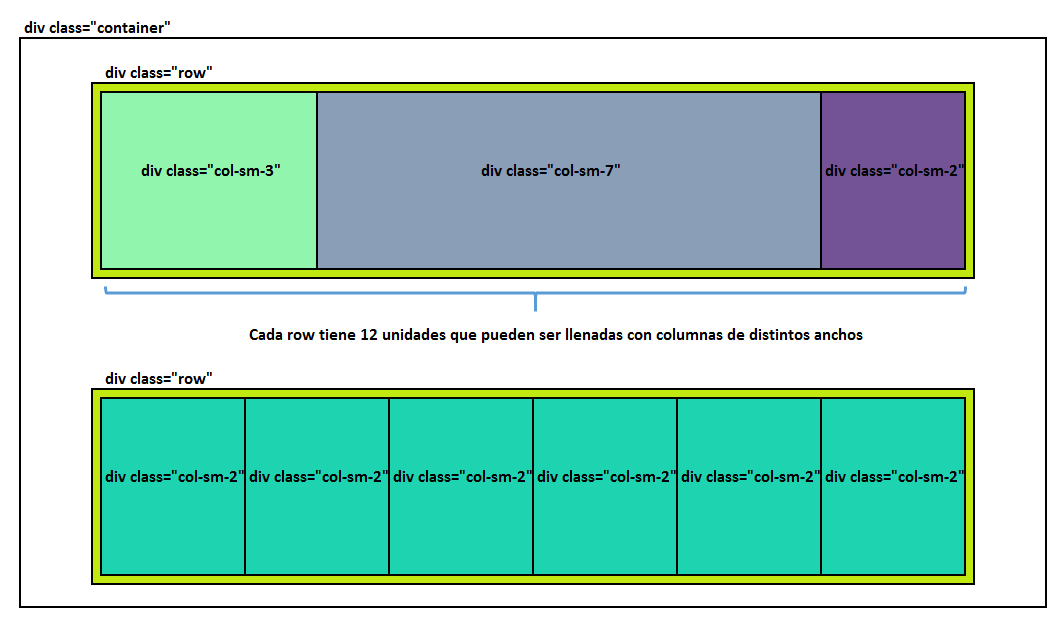 div class="container"
div class="row"
div class="col-sm-3"
div class="col-sm-7"
div class="col-sm-2"
Cada row tiene 12 unidades que pueden ser llenadas con columnas de distintos anchos
div class="row"
div class="col-sm-2"
div class="col-sm-2"
div class="col-sm-2"
div class="col-sm-2"
div class="col-sm-2"
div class="col-sm-2"